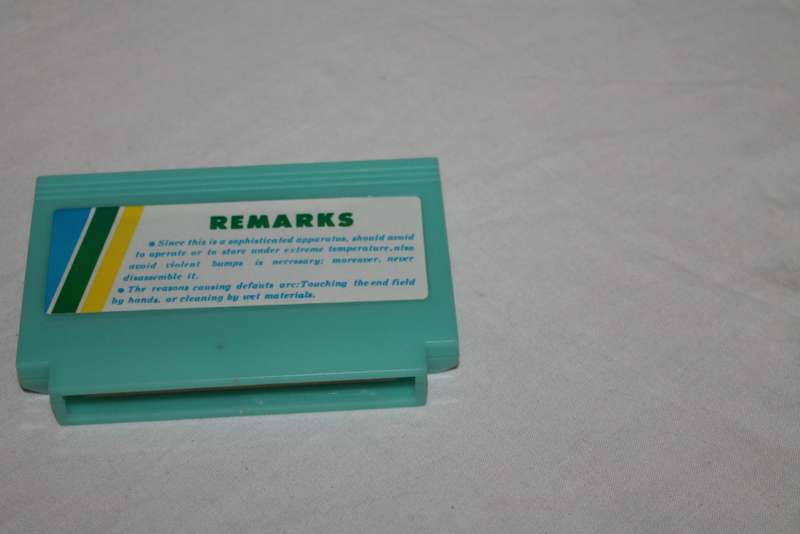 REMARKS
● Since this is a sophisticated apparatus, should avoid
to operate or to store under extreme temperature, also
avoid violent bumps is necessary; moreover, never
disassemble it.
● The reasons causing defauts arc: Touching the end field
by hands, or cleaning by wet materials.